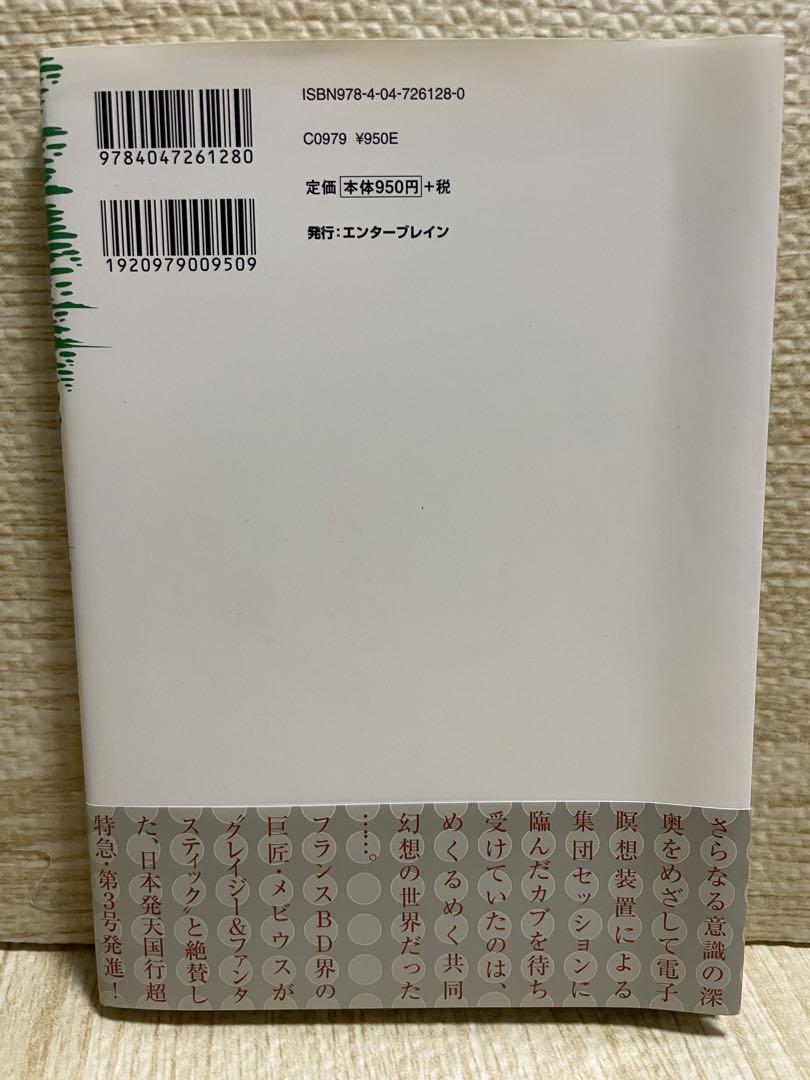 ISBN978-4-04-726128-0
9784047261280
C0979 ¥950E
定価 本体950円+税
1920979009509
発行：エンターブレイン
さらなる意識の深
奥をめざして電子
瞑想装置による
集団セッションに
臨んだカブを待ち
受けていたのは、
めくるめく共同
幻想の世界だった
……。
フランスBD界の
巨匠・メビウスが
〝クレイジー&ファンタ
スティック〟と絶賛し
た、日本発天国行超
特急・第3号発進！